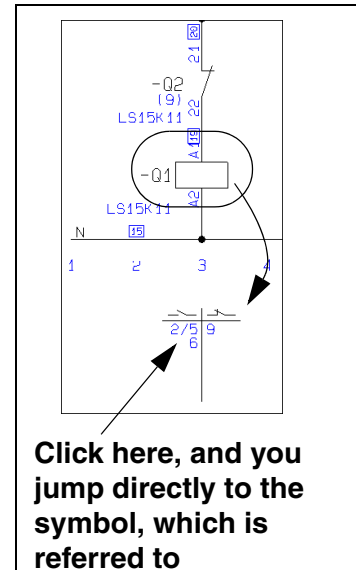 20
21
-Q2
(9)
22
LS15K11
19
A1
-Q1
A2
LS15K11
N
15
1 2 3 4
2/5 9
6
Click here, and you
jump directly to the
symbol, which is
referred to